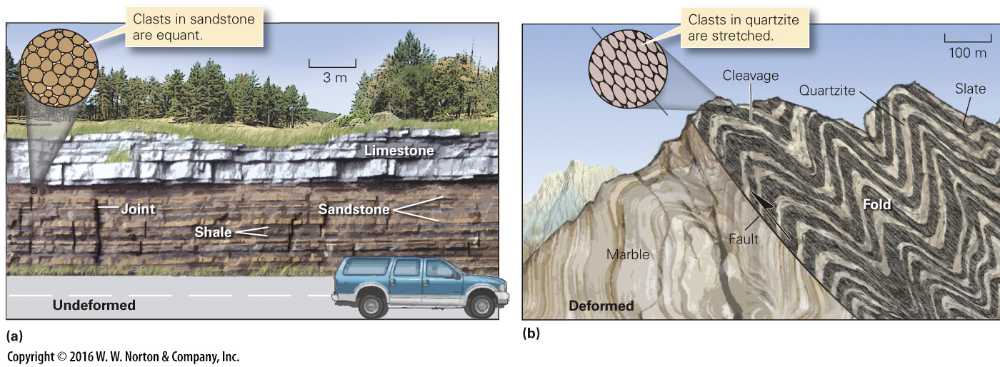 Clasts in sandstone
are equant.
3 m
Limestone
Joint
Sandstone
Shale
Undeformed
(a)
Clasts in quartzite
are stretched.
100 m
Cleavage
Quartzite
Slate
Fold
Fault
Marble
Deformed
(b)
Copyright © 2016 W. W. Norton & Company, Inc.